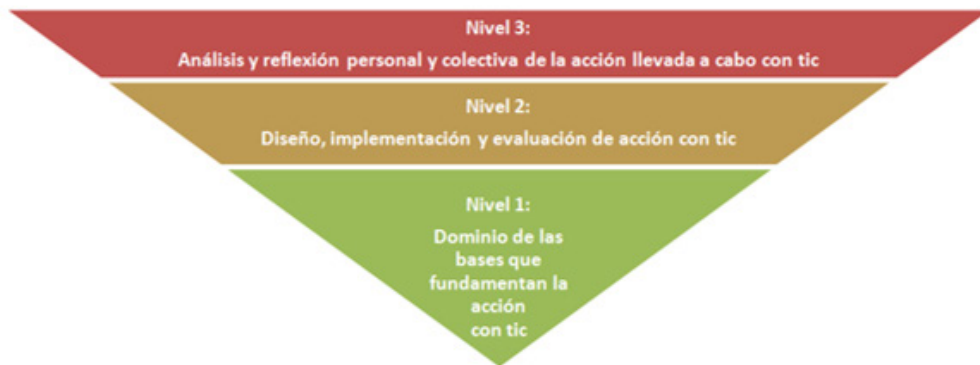 Nivel 3:
Análisis y reflexión personal y colectiva de la acción llevada a cabo con tic
Nivel 2:
Diseño, implementación y evaluación de acción con tic
Nivel 1:
Dominio de las
bases que
fundamentan la
acción
con tic